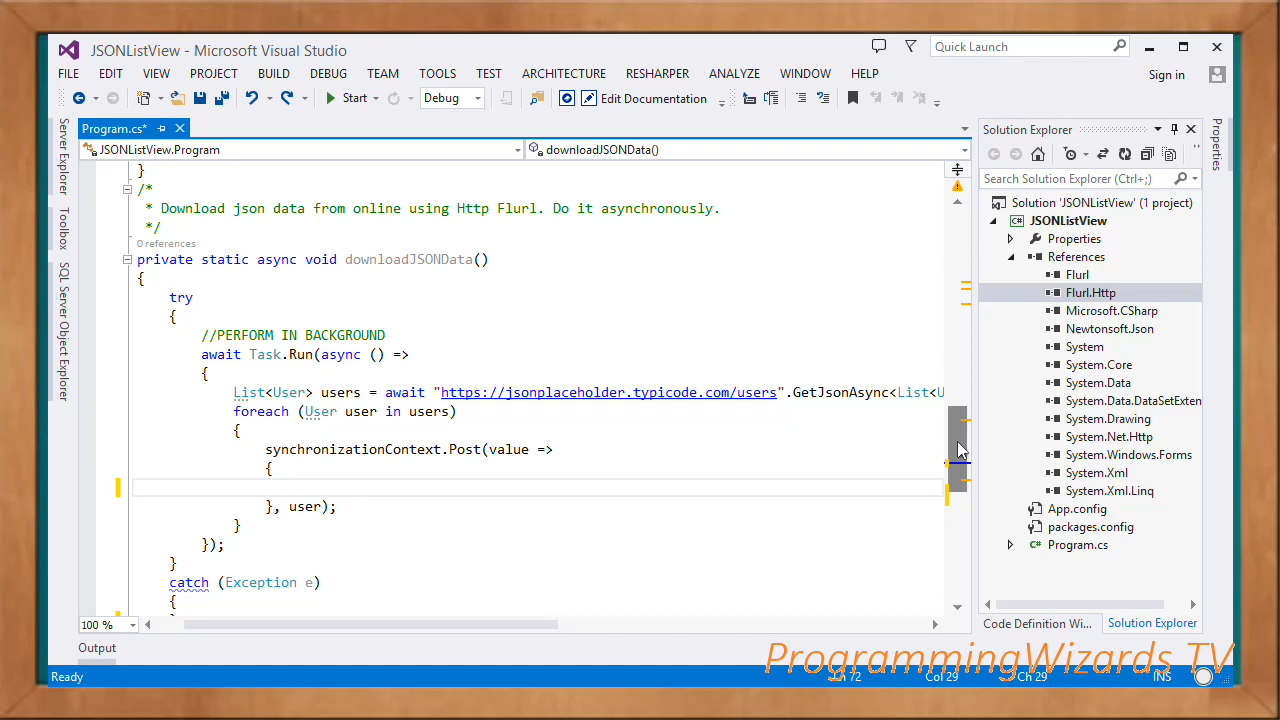 JSONListView - Microsoft Visual Studio
Quick Launch
FILE EDIT VIEW PROJECT BUILD DEBUG TEAM TOOLS TEST ARCHITECTURE RESHARPER ANALYZE WINDOW HELP
Sign in
Start Debug Edit Documentation
Server Explorer
Toolbox
SQL Server Object Explorer
Program.cs*
JSONListView.Program downloadJSONData()
}
/*
* Download json data from online using Http Flurl. Do it asynchronously.
*/
0 references
private static async void downloadJSONData()
{
try
{
//PERFORM IN BACKGROUND
await Task.Run(async () =>
{
List<User> users = await "https://jsonplaceholder.typicode.com/users".GetJsonAsync<List<U
foreach (User user in users)
{
synchronizationContext.Post(value =>
{
}, user);
}
});
}
catch (Exception e)
{
100 %
Output
Solution Explorer
Search Solution Explorer (Ctrl+;)
Solution 'JSONListView' (1 project)
JSONListView
Properties
References
Flurl
Flurl.Http
Microsoft.CSharp
Newtonsoft.Json
System
System.Core
System.Data
System.Data.DataSetExten
System.Drawing
System.Net.Http
System.Windows.Forms
System.Xml
System.Xml.Linq
App.config
packages.config
Program.cs
Code Definition Wi... Solution Explorer
Properties
ProgrammingWizards TV
Ready Ln 72 Col 29 Ch 29 INS